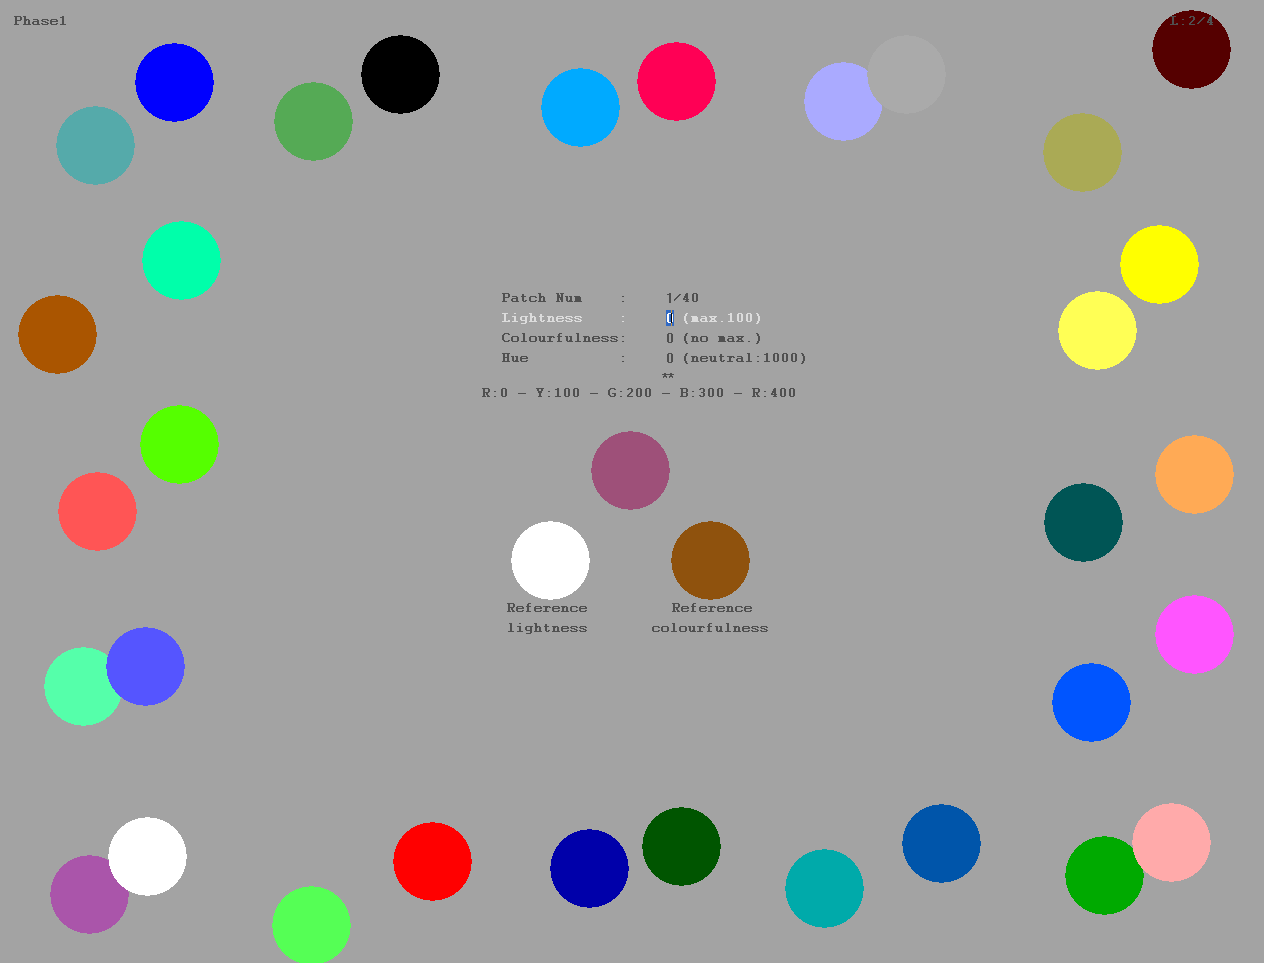 Phase1
L:2/4
Patch Num : 1/40
Lightness : 0 (max.100)
Colourfulness: 0 (no max.)
Hue : 0 (neutral:1000)
**
R:0 – Y:100 – G:200 – B:300 – R:400
Reference lightness
Reference colourfulness